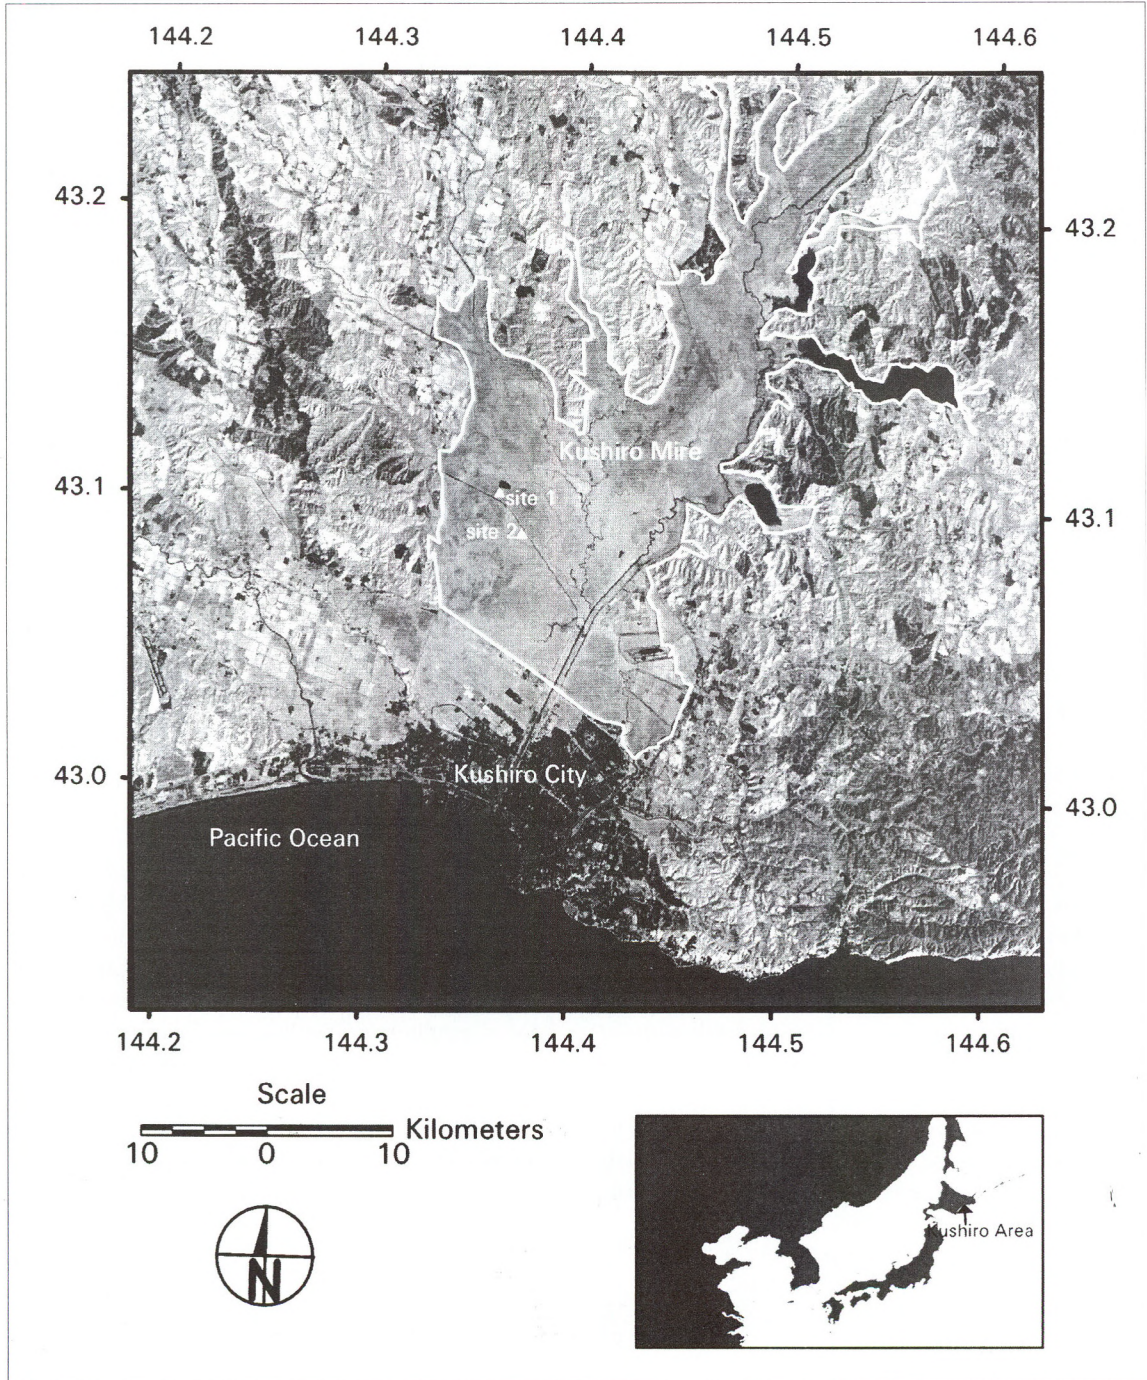 144.2 144.3 144.4 144.5 144.6
43.2
43.2
Kushiro Mire
43.1
site 1
43.1
site 2
43.0
Kushiro City
43.0
Pacific Ocean
144.2 144.3 144.4 144.5 144.6
Scale
Kilometers
10 0 10
N
Kushiro Area